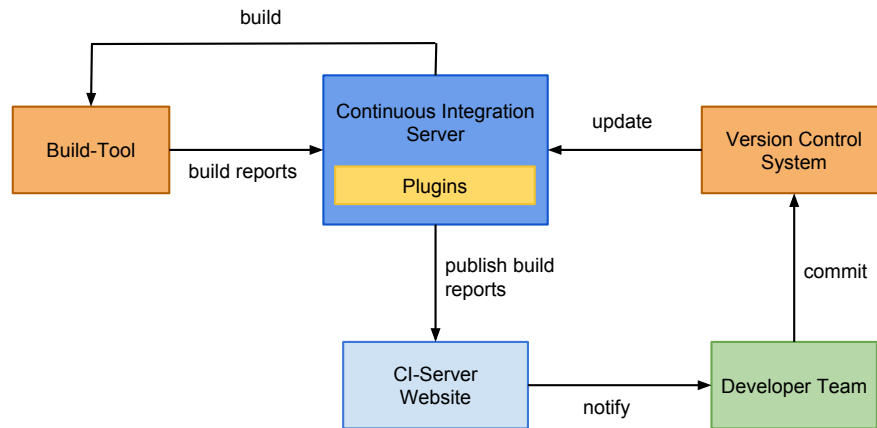 build
Continuous Integration
Server
update
Version Control
System
Build-Tool
build reports
Plugins
publish build
reports
commit
CI-Server
Website
notify
Developer Team